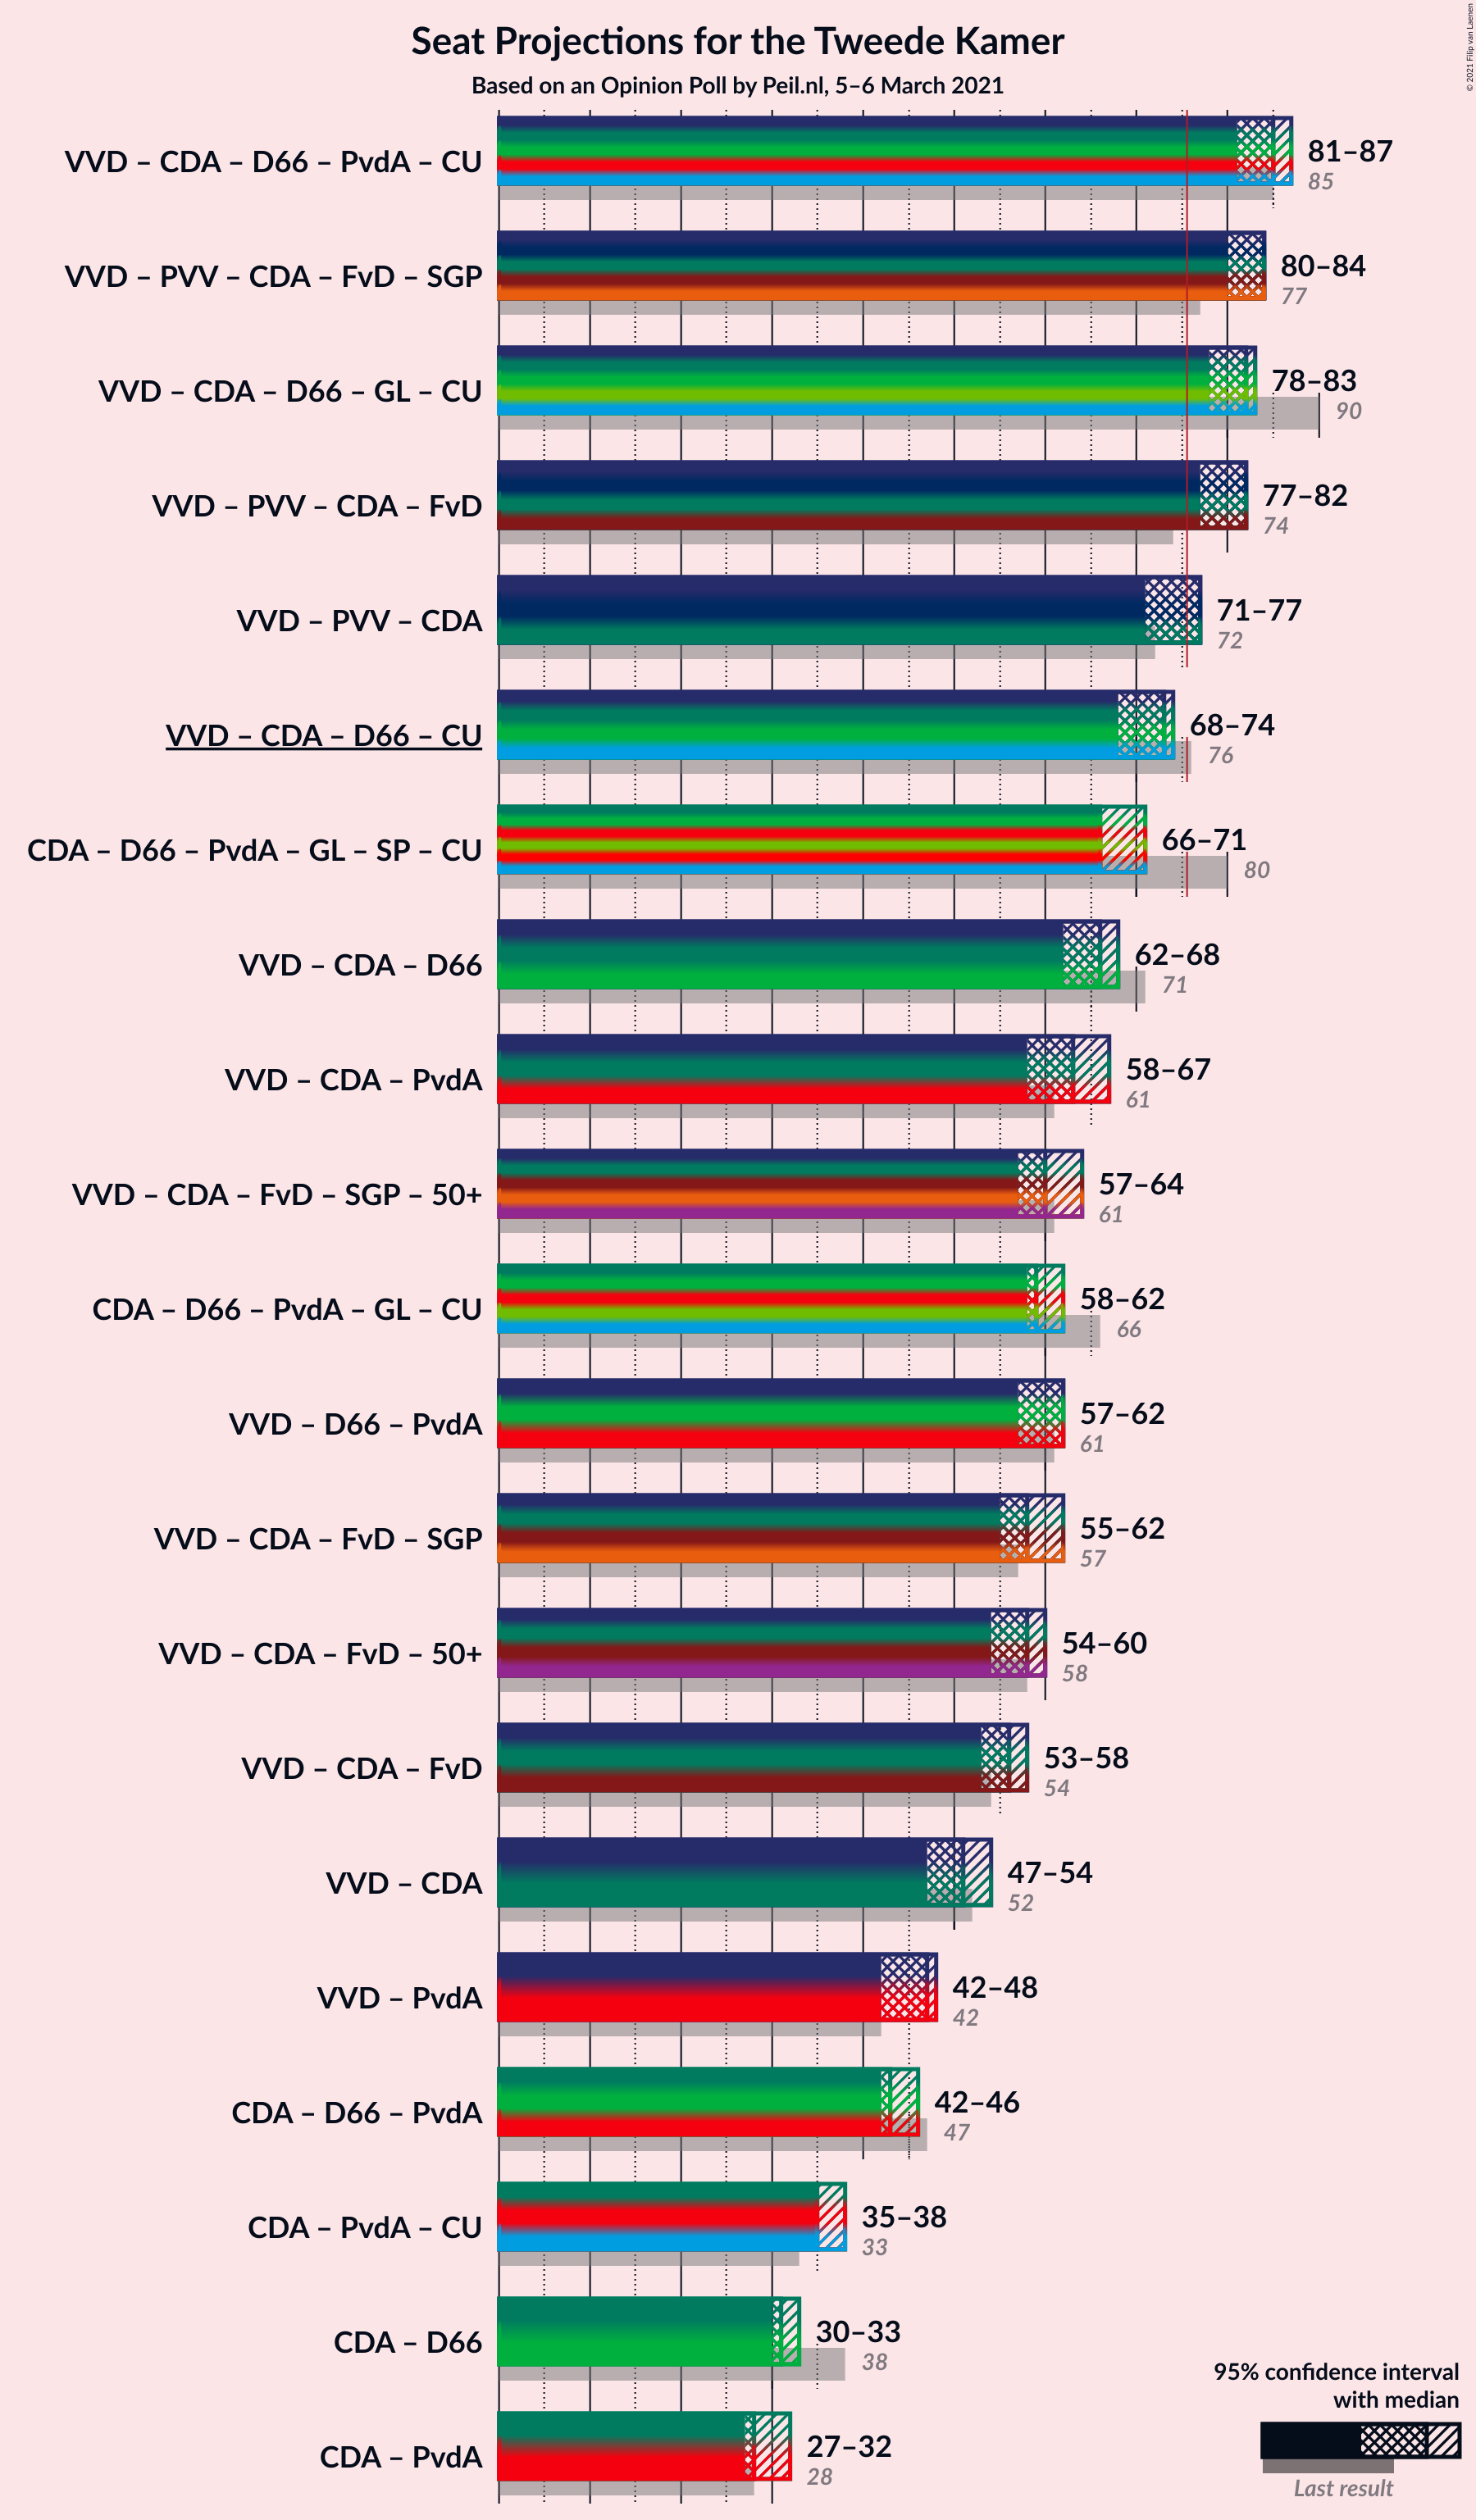 Seat Projections for the Tweede Kamer
Based on an Opinion Poll by Peil.nl, 5–6 March 2021
© 2021 Filip van Laenen
VVD – CDA – D66 – PvdA – CU
81–87
85
VVD – PVV – CDA – FvD – SGP
80–84
77
VVD – CDA – D66 – GL – CU
78–83
90
VVD – PVV – CDA – FvD
77–82
74
VVD – PVV – CDA
71–77
72
VVD – CDA – D66 – CU
68–74
76
CDA – D66 – PvdA – GL – SP – CU
66–71
80
VVD – CDA – D66
62–68
71
VVD – CDA – PvdA
58–67
61
VVD – CDA – FvD – SGP – 50+
57–64
61
CDA – D66 – PvdA – GL – CU
58–62
66
VVD – D66 – PvdA
57–62
61
VVD – CDA – FvD – SGP
55–62
57
VVD – CDA – FvD – 50+
54–60
58
VVD – CDA – FvD
53–58
54
VVD – CDA
47–54
52
VVD – PvdA
42–48
42
CDA – D66 – PvdA
42–46
47
CDA – PvdA – CU
35–38
33
CDA – D66
30–33
38
CDA – PvdA
27–32
28
95% confidence interval
with median
Last result